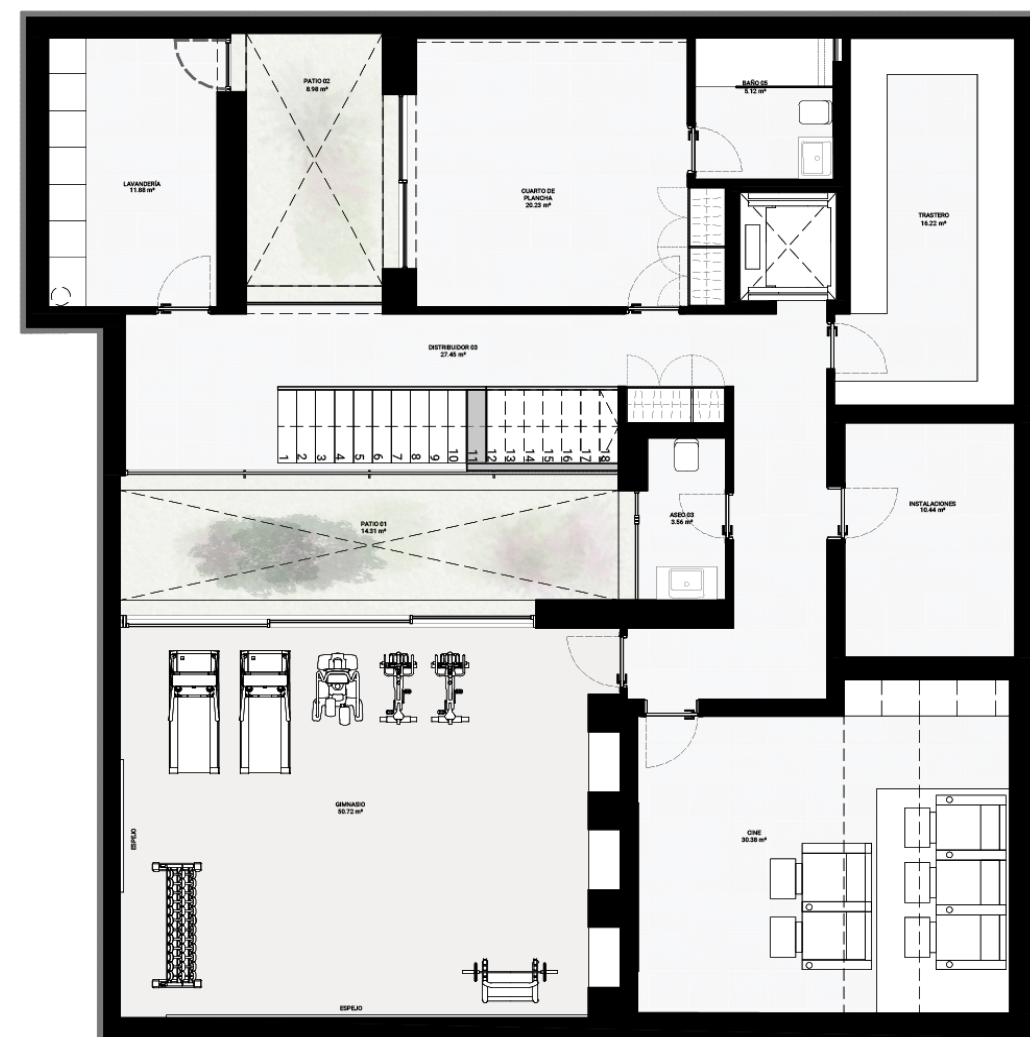 PATIO 02
8.98 m²
BAÑO 05
5.12 m²
LAVANDERÍA
11.88 m²
CUARTO DE
PLANCHA
20.23 m²
TRASTERO
16.22 m²
DISTRIBUIDOR 03
27.45 m²
1 2 3 4 5 6 7 8 9 10 11 12 13 14 15 16 17 18
PATIO 01
14.31 m²
ASEO 03
3.56 m²
INSTALACIONES
10.44 m²
GIMNASIO
50.72 m²
ESPEJO
CINE
30.38 m²
ESPEJO